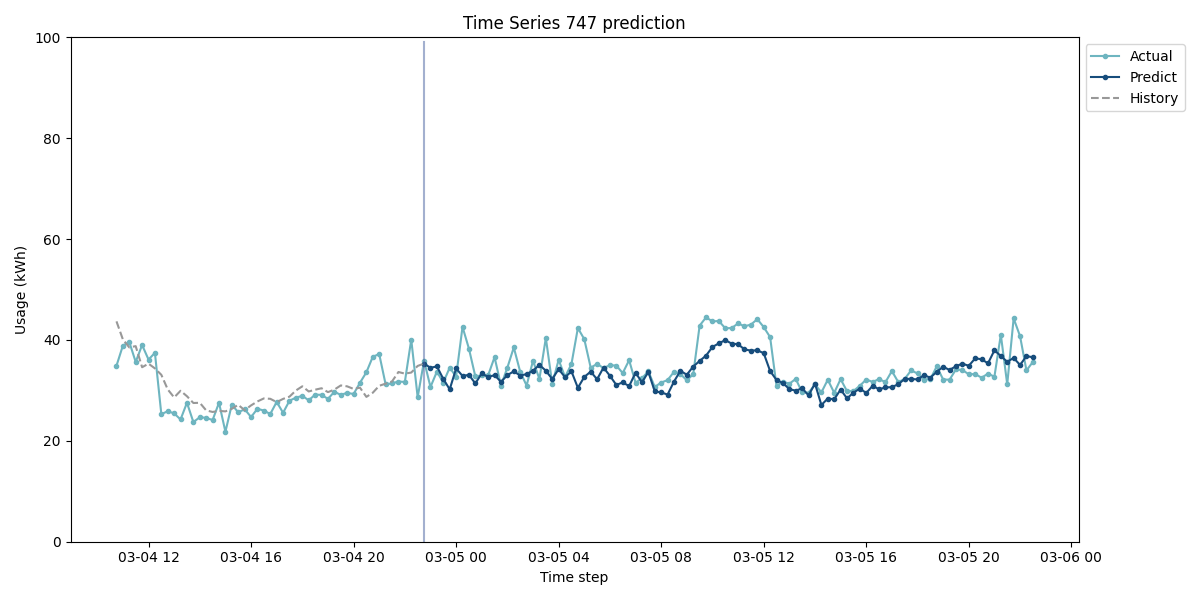 Time Series 747 prediction
100
80
60
40
20
0
Usage (kWh)
03-04 12
03-04 16
03-04 20
03-05 00
03-05 04
03-05 08
03-05 12
03-05 16
03-05 20
03-06 00
Time step
Actual
Predict
History